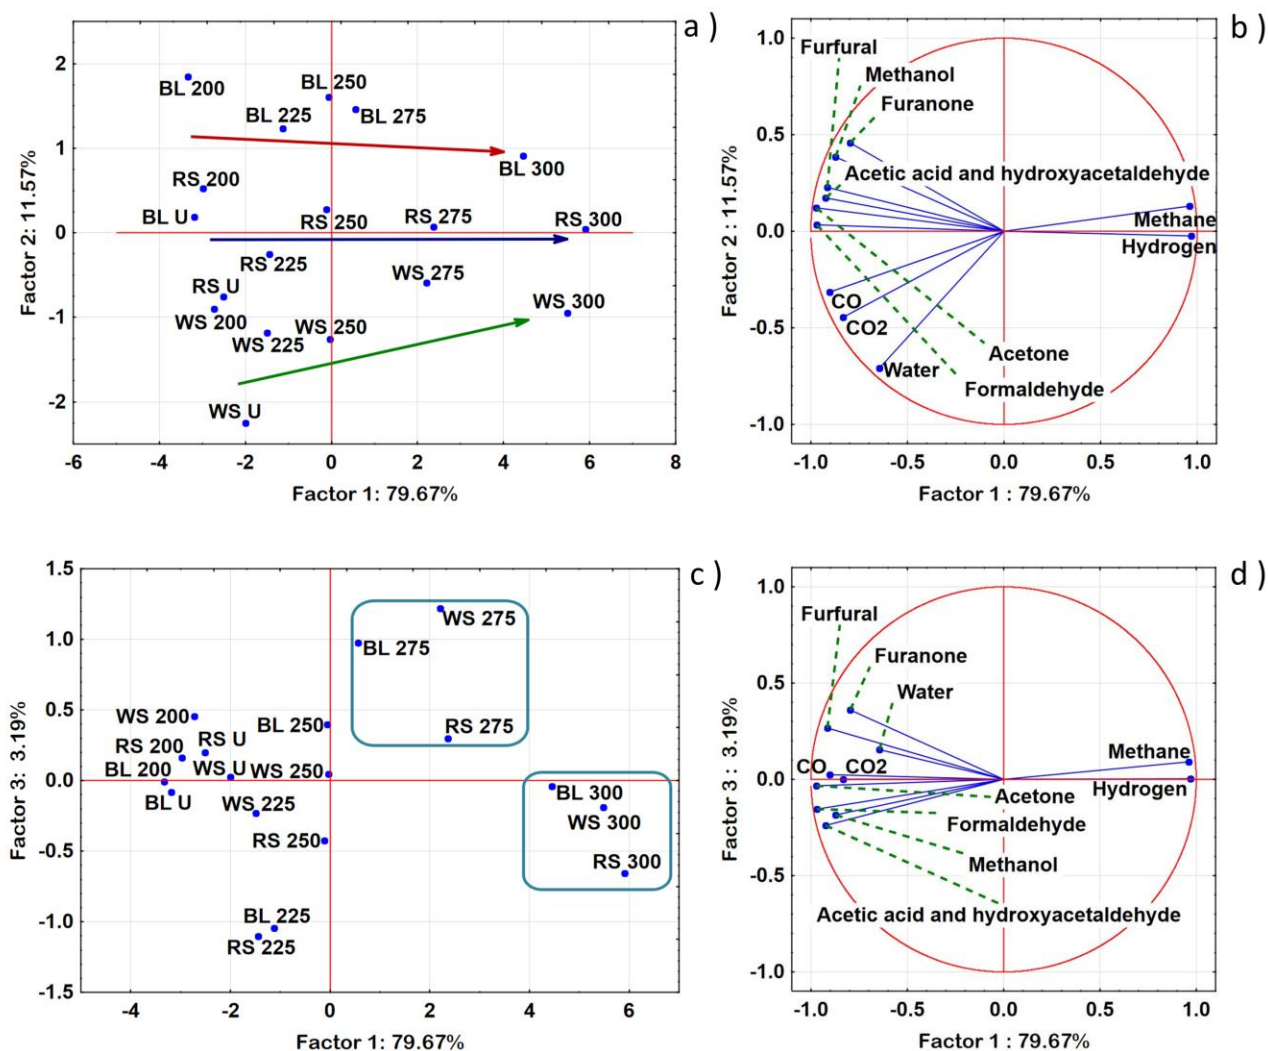 a )
2
1
0
-1
-2
BL 200
BL 250
BL 225
BL 275
BL 300
RS 200
BL U
RS 250
RS 275
RS 300
RS 225
RS U
WS 275
WS 200
WS 225
WS 250
WS 300
WS U
-6
-4
-2
0
2
4
6
8
Factor 2: 11.57%
Factor 1: 79.67%
b )
1.0
0.5
0.0
-0.5
-1.0
Furfural
Methanol
Furanone
Acetic acid and hydroxyacetaldehyde
Methane
Hydrogen
CO
CO2
Water
Acetone
Formaldehyde
-1.0
-0.5
0.0
0.5
1.0
Factor 2 : 11.57%
Factor 1 : 79.67%
c )
1.5
1.0
0.5
0.0
-0.5
-1.0
-1.5
WS 275
BL 275
RS 275
WS 200
BL 250
RS U
RS 200
BL 200
WS U
WS 250
BL U
WS 225
RS 250
BL 300
WS 300
RS 300
BL 225
RS 225
-4
-2
0
2
4
6
Factor 3: 3.19%
Factor 1: 79.67%
d )
1.0
0.5
0.0
-0.5
-1.0
Furfural
Furanone
Water
Methane
CO
CO2
Hydrogen
Acetone
Formaldehyde
Methanol
Acetic acid and hydroxyacetaldehyde
-1.0
-0.5
0.0
0.5
1.0
Factor 3 : 3.19%
Factor 1 : 79.67%